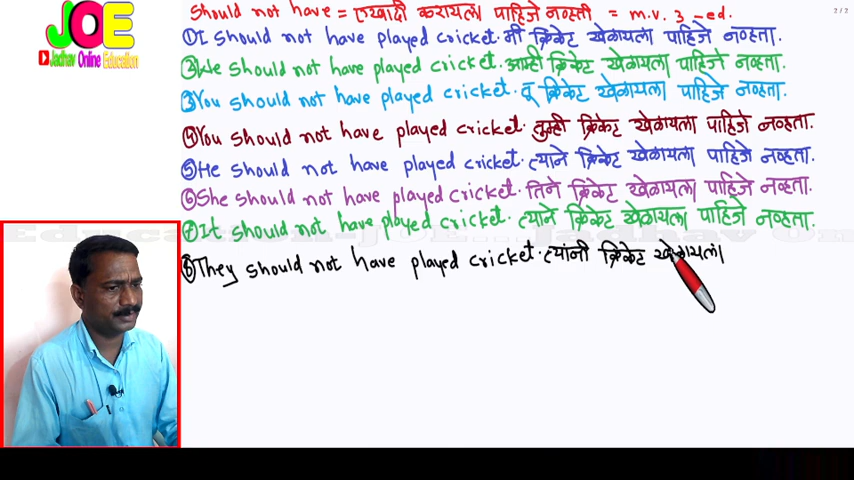 JOE
Jadhav Online Education
2/2
Should not have = एखादी करायला पाहिजे नव्हती = m.v. 3 -ed.
①I should not have played cricket. मी क्रिकेट खेळायला पाहिजे नव्हता.
②We should not have played cricket. आम्ही क्रिकेट खेळायला पाहिजे नव्हता.
③You should not have played cricket. तू क्रिकेट खेळायला पाहिजे नव्हता.
④You should not have played cricket. तुम्ही क्रिकेट खेळायला पाहिजे नव्हता.
⑤He should not have played cricket. त्याने क्रिकेट खेळायला पाहिजे नव्हता.
⑥She should not have played cricket. तिने क्रिकेट खेळायला पाहिजे नव्हता.
⑦It should not have played cricket. त्याने क्रिकेट खेळायला पाहिजे नव्हता.
⑧They should not have played cricket. त्यांनी क्रिकेट खेळायला